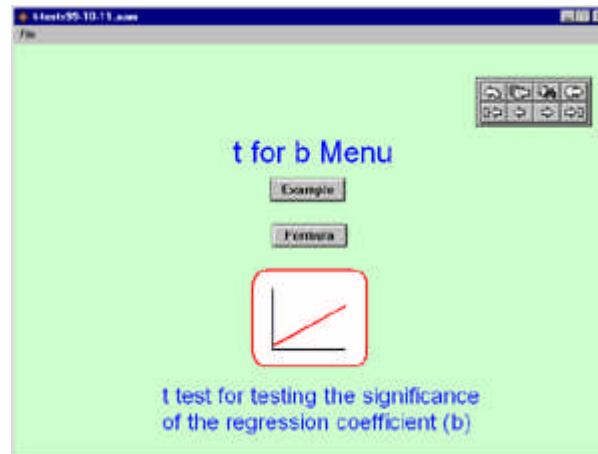 t-tests99-10-11.aam
File
t for b Menu
Example
Formula
t test for testing the significance
of the regression coefficient (b)